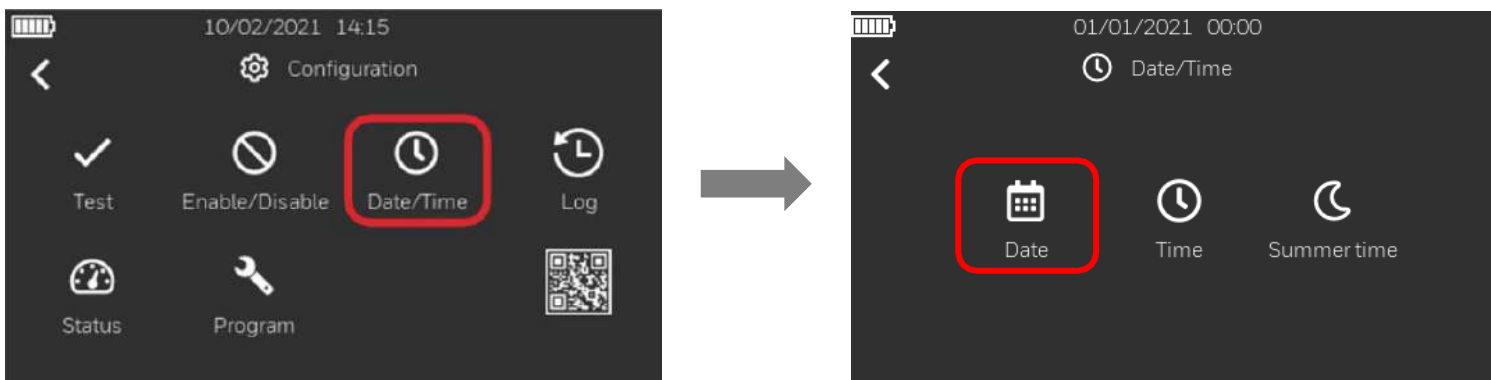 10/02/2021 14:15
Configuration
Test Enable/Disable Date/Time Log
Status Program
01/01/2021 00:00
Date/Time
Date Time Summer time